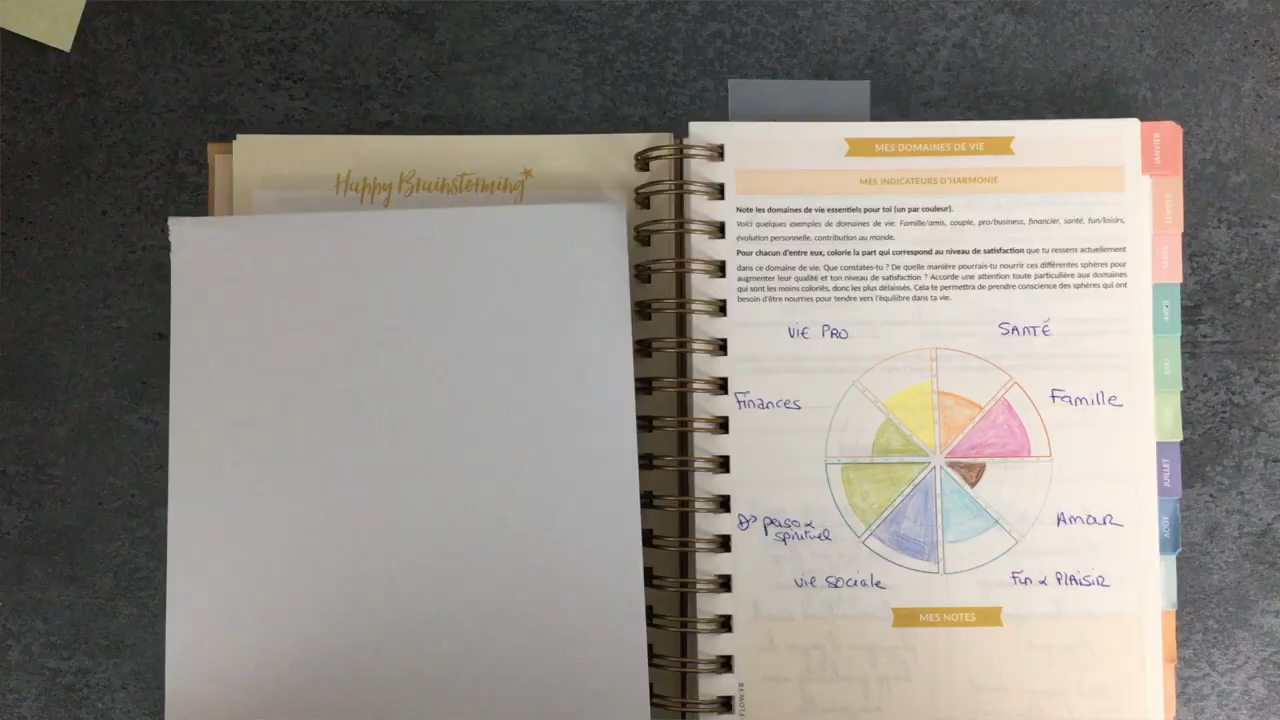 Happy Brainstorming
MES DOMAINES DE VIE
MES INDICATEURS D'HARMONIE
Note les domaines de vie essentiels pour toi (un par couleur).
Voici quelques exemples de domaines de vie. Famille/amis, couple, pro/business, financier, santé, fun/loisirs,
évolution personnelle, contribution au monde.
Pour chacun d'entre eux, colorie la part qui correspond au niveau de satisfaction que tu ressens actuellement
dans ce domaine de vie. Que constates-tu ? De quelle manière pourrais-tu nourrir ces différentes sphères pour
augmenter leur qualité et ton niveau de satisfaction ? Accorde une attention toute particulière aux domaines
qui sont les moins coloriés, donc les plus délaissés. Cela te permettra de prendre conscience des sphères qui ont
besoin d'être nourries pour tendre vers l'équilibre dans ta vie.
VIE PRO
SANTÉ
Finances
Famille
perso
spirituel
Amour
vie sociale
Fun & PLAISIR
MES NOTES
FLOW.FR
JANVIER
FÉVRIER
MARS
AVRIL
MAI
JUILLET
AOÛT